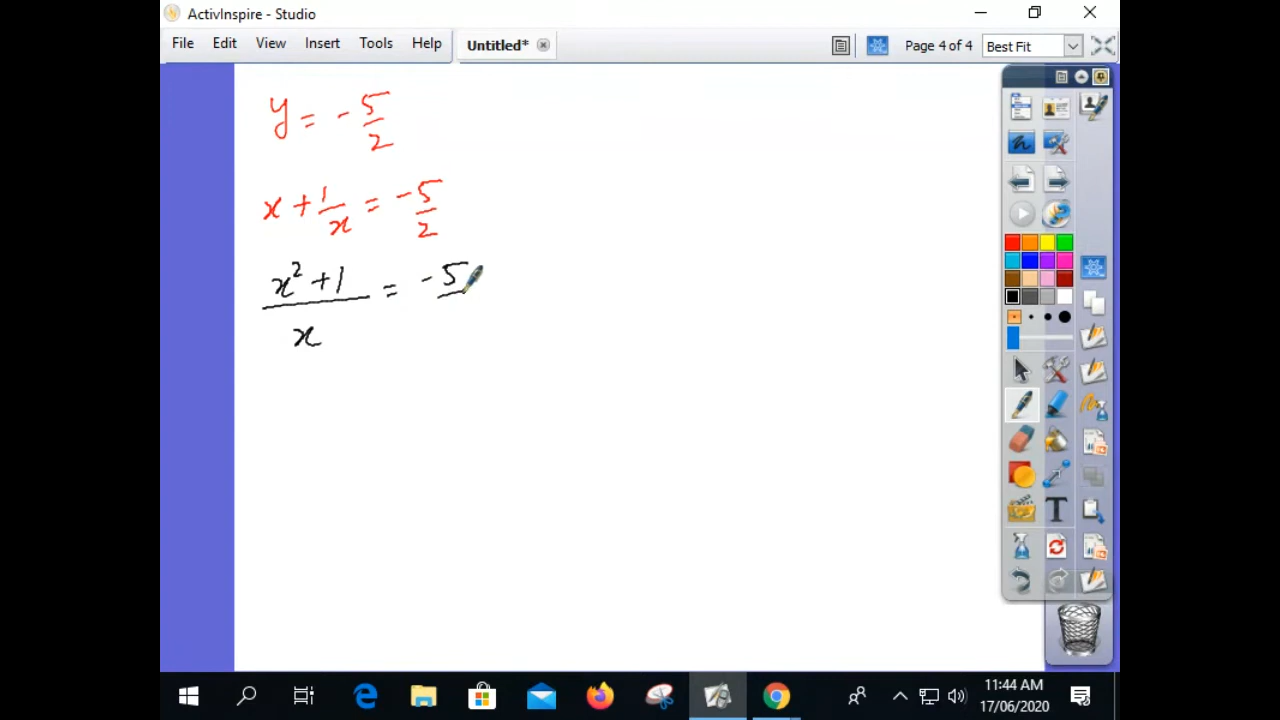 ActivInspire - Studio
File Edit View Insert Tools Help Untitled* Page 4 of 4 Best Fit
y = -5/2
x + 1/x = -5/2
x² + 1 / x = -5
11:44 AM
17/06/2020